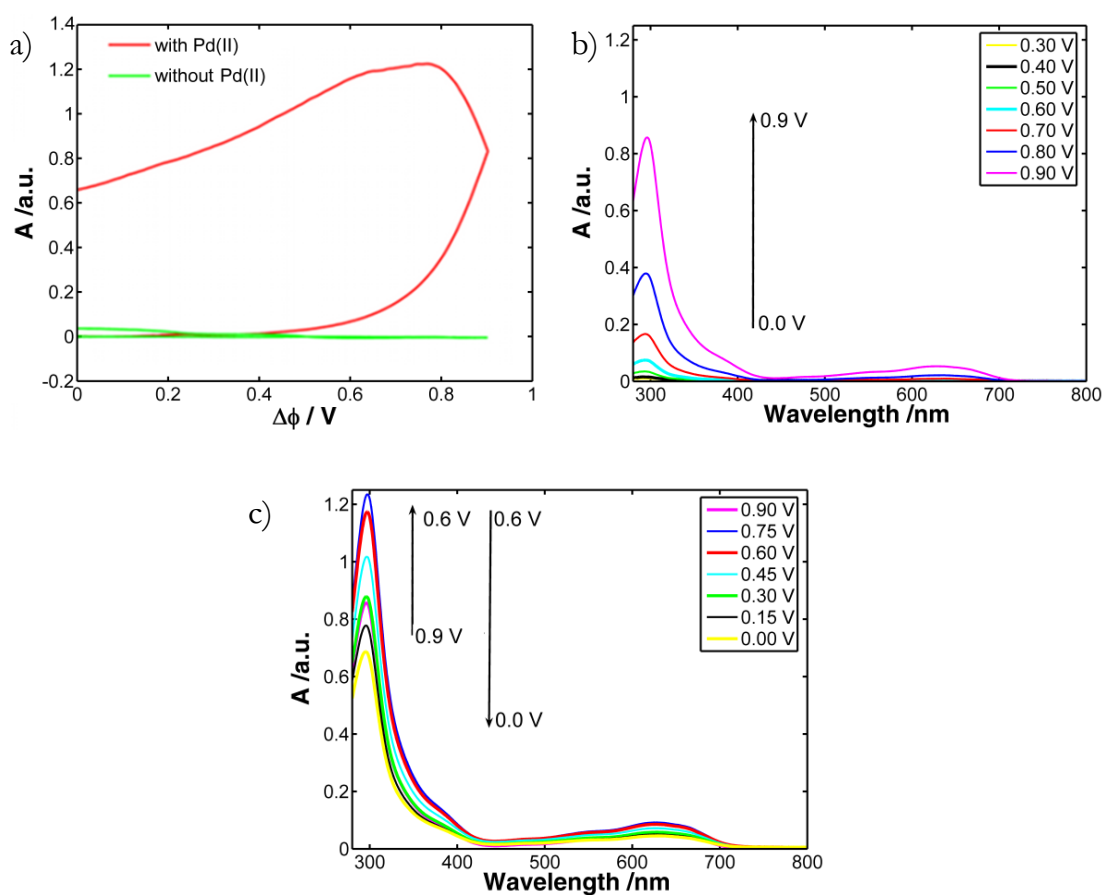 a)
1.4
1.2
1
0.8
0.6
0.4
0.2
0
-0.2
A /a.u.
with Pd(II)
without Pd(II)
0 0.2 0.4 0.6 0.8 1
Δϕ / V
b)
1.2
1
0.8
0.6
0.4
0.2
0
A /a.u.
0.9 V
0.0 V
0.30 V
0.40 V
0.50 V
0.60 V
0.70 V
0.80 V
0.90 V
300 400 500 600 700 800
Wavelength /nm
c)
1.2
1
0.8
0.6
0.4
0.2
0
A /a.u.
0.6 V 0.6 V
0.9 V
0.0 V
0.90 V
0.75 V
0.60 V
0.45 V
0.30 V
0.15 V
0.00 V
300 400 500 600 700 800
Wavelength /nm